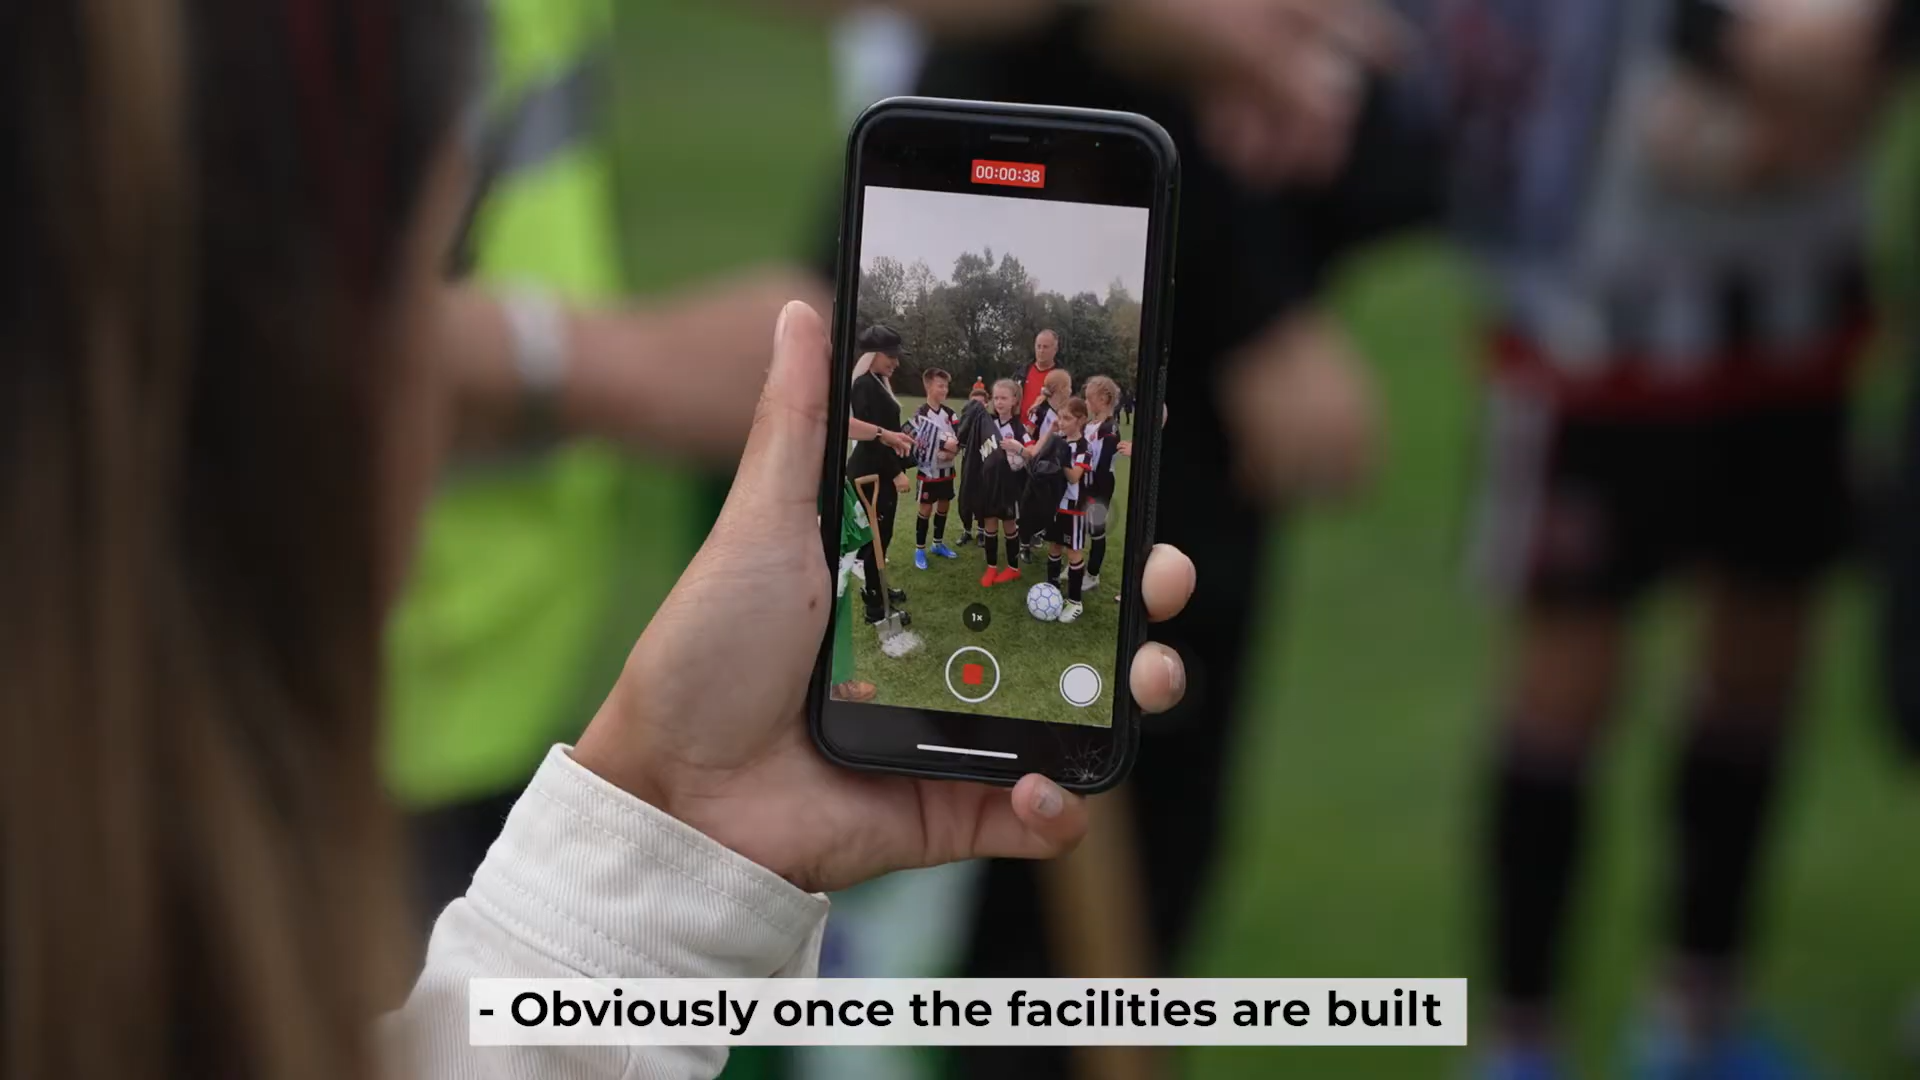 00:00:38
1x
- Obviously once the facilities are built